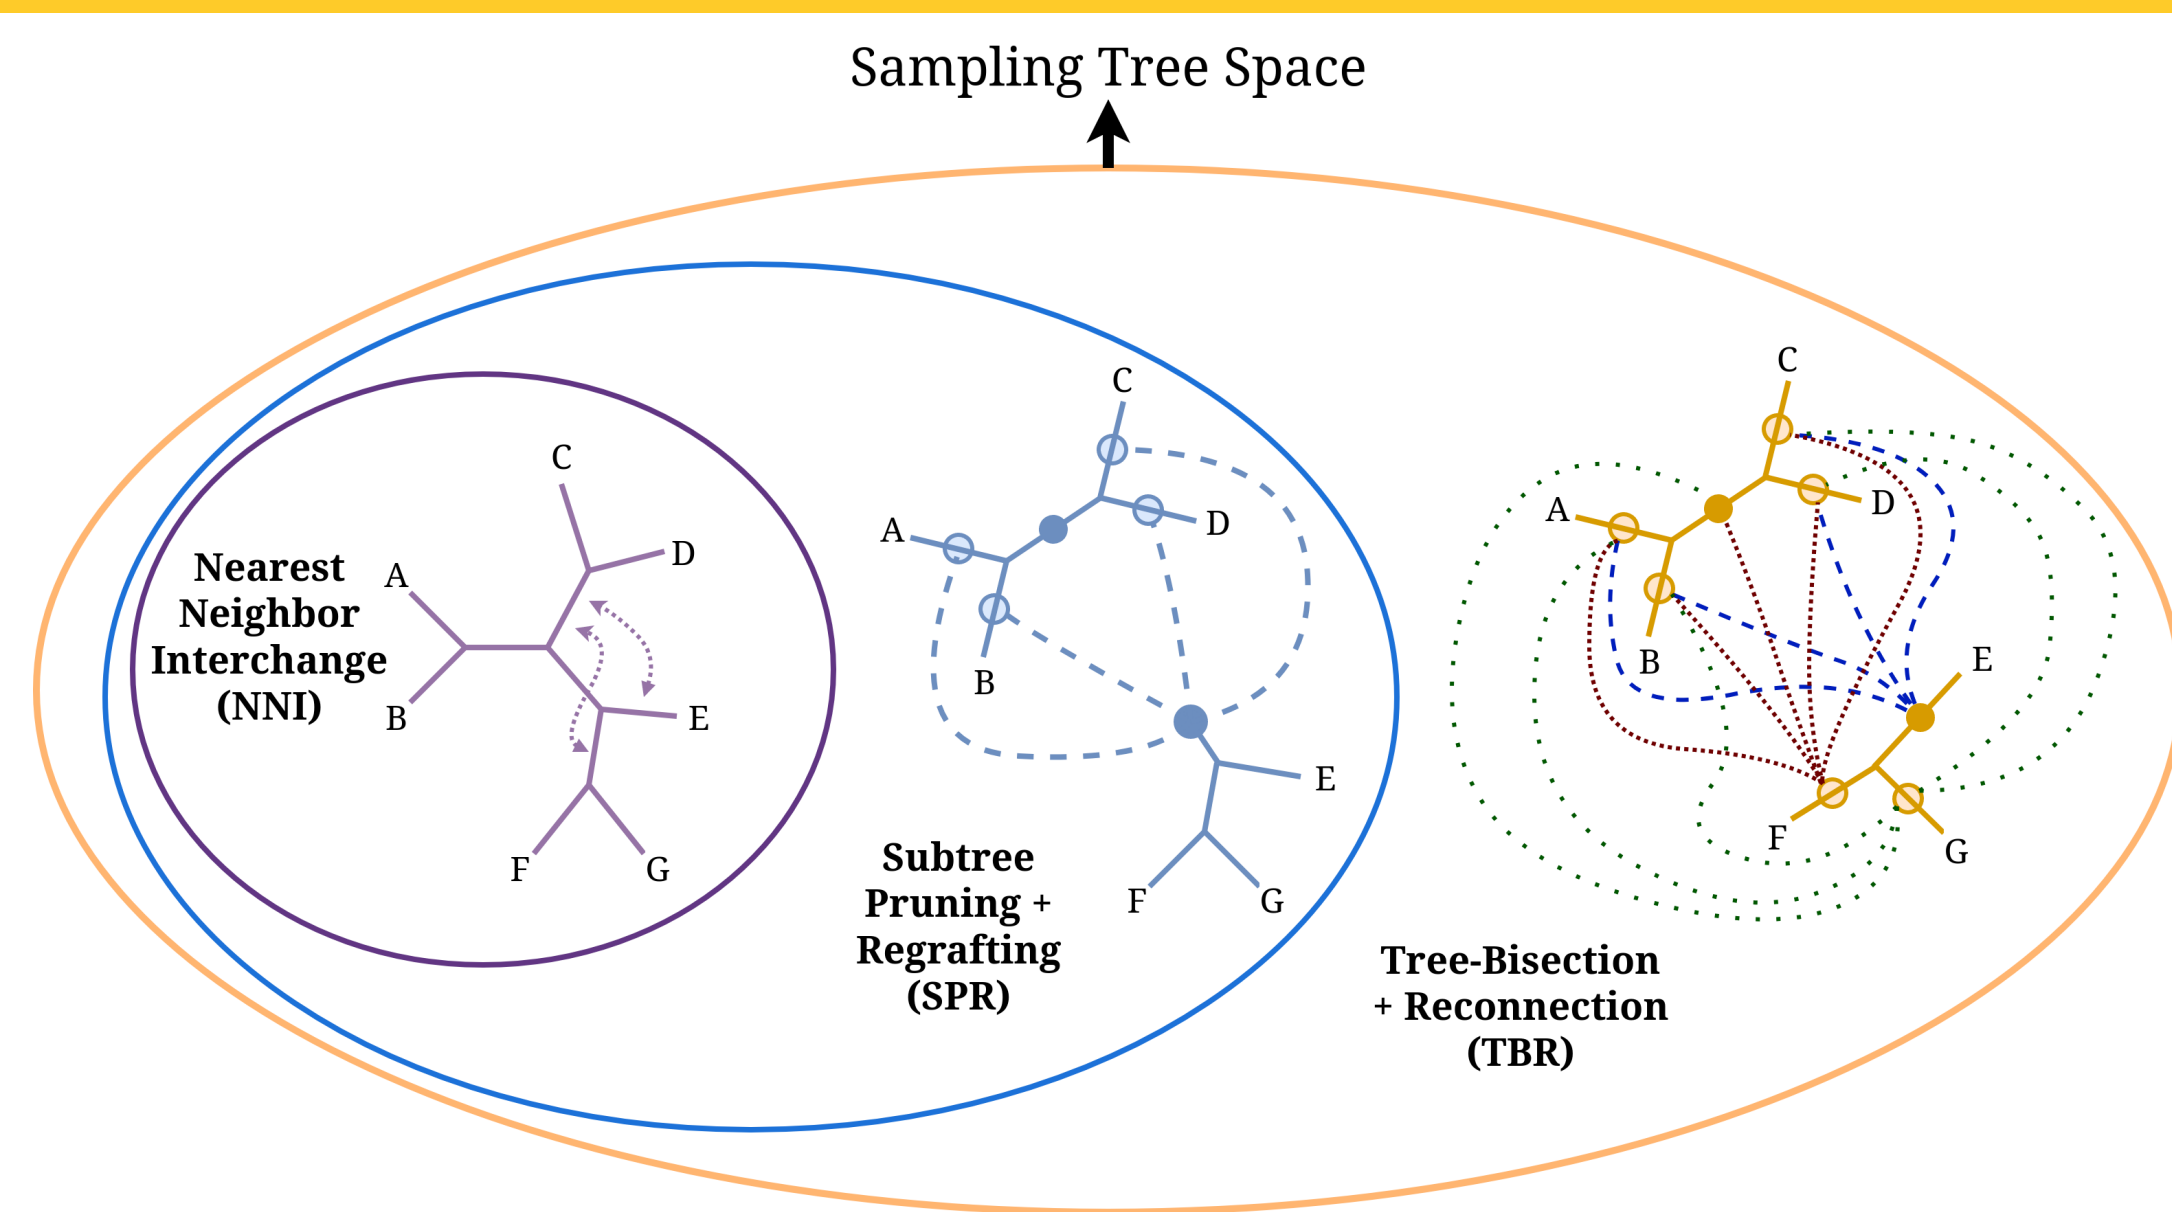 Sampling Tree Space
C
D
A
Nearest
Neighbor
Interchange
(NNI)
B
E
F
G
C
D
A
B
E
F
G
Subtree
Pruning +
Regrafting
(SPR)
C
D
A
B
E
F
G
Tree-Bisection
+ Reconnection
(TBR)